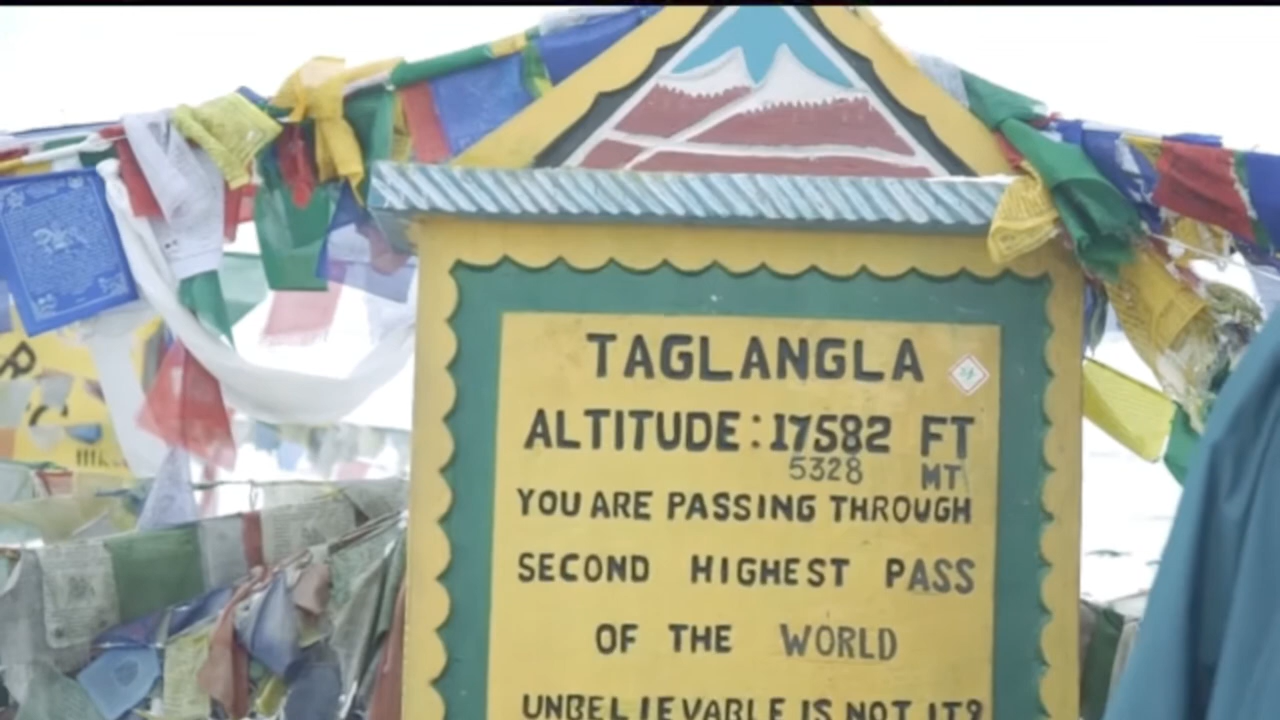 TAGLANGLA
ALTITUDE : 17582 FT
5328 MT
YOU ARE PASSING THROUGH
SECOND HIGHEST PASS
OF THE WORLD
UNBELIEVABLE IS NOT IT?